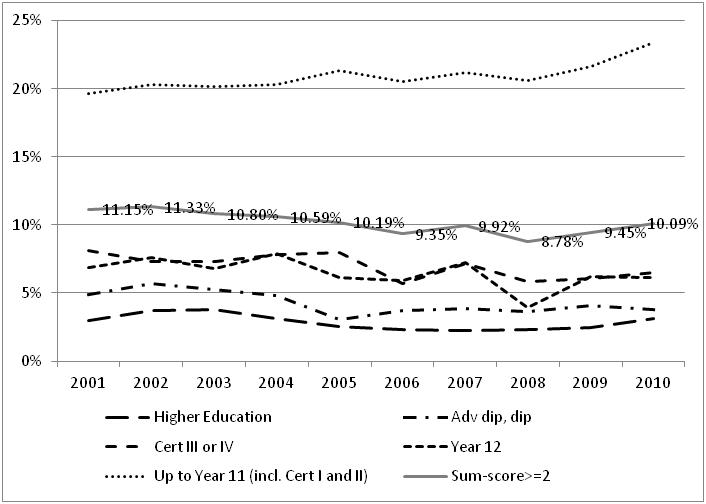 25%
20%
15%
10%
5%
0%
11.15% 11.33% 10.80% 10.59% 10.19% 9.35% 9.92% 8.78% 9.45% 10.09%
2001 2002 2003 2004 2005 2006 2007 2008 2009 2010
Higher Education Adv dip, dip
Cert III or IV Year 12
Up to Year 11 (incl. Cert I and II) Sum-score>=2